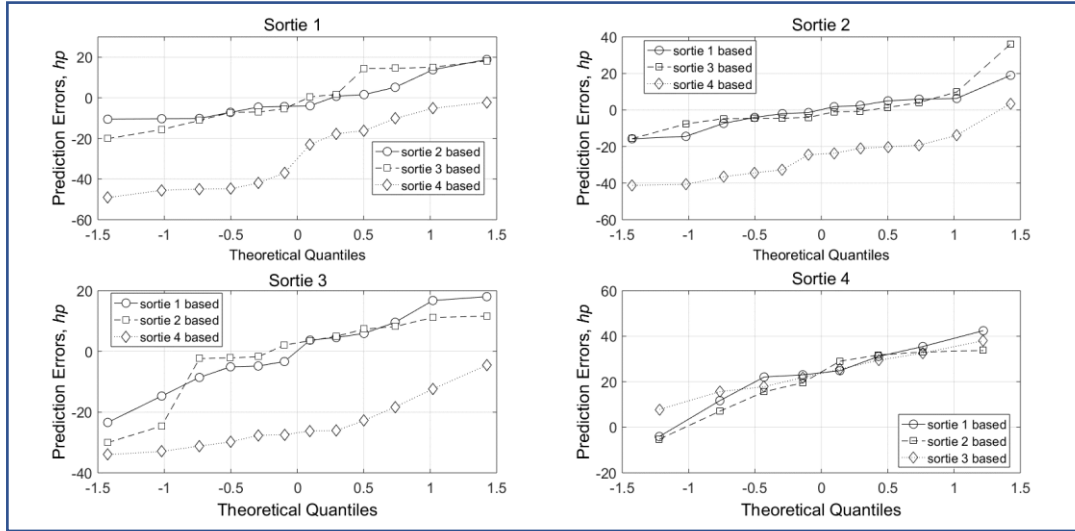 Sortie 1
Prediction Errors, hp
20
0
-20
-40
-60
sortie 2 based
sortie 3 based
sortie 4 based
-1.5 -1 -0.5 0 0.5 1 1.5
Theoretical Quantiles
Sortie 2
Prediction Errors, hp
40
20
0
-20
-40
-60
sortie 1 based
sortie 3 based
sortie 4 based
-1.5 -1 -0.5 0 0.5 1 1.5
Theoretical Quantiles
Sortie 3
Prediction Errors, hp
20
0
-20
-40
sortie 1 based
sortie 2 based
sortie 4 based
-1.5 -1 -0.5 0 0.5 1 1.5
Theoretical Quantiles
Sortie 4
Prediction Errors, hp
60
40
20
0
-20
sortie 1 based
sortie 2 based
sortie 3 based
-1.5 -1 -0.5 0 0.5 1 1.5
Theoretical Quantiles